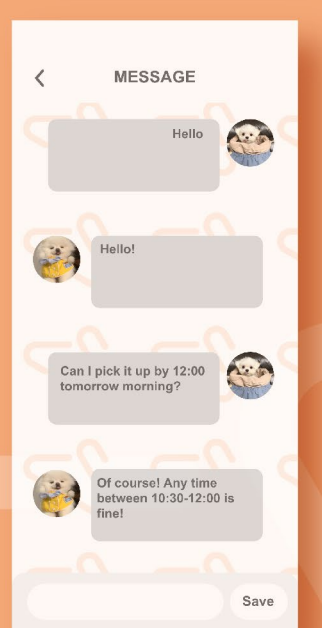 MESSAGE
Hello
Hello!
Can I pick it up by 12:00
tomorrow morning?
Of course! Any time
between 10:30-12:00 is
fine!
Save